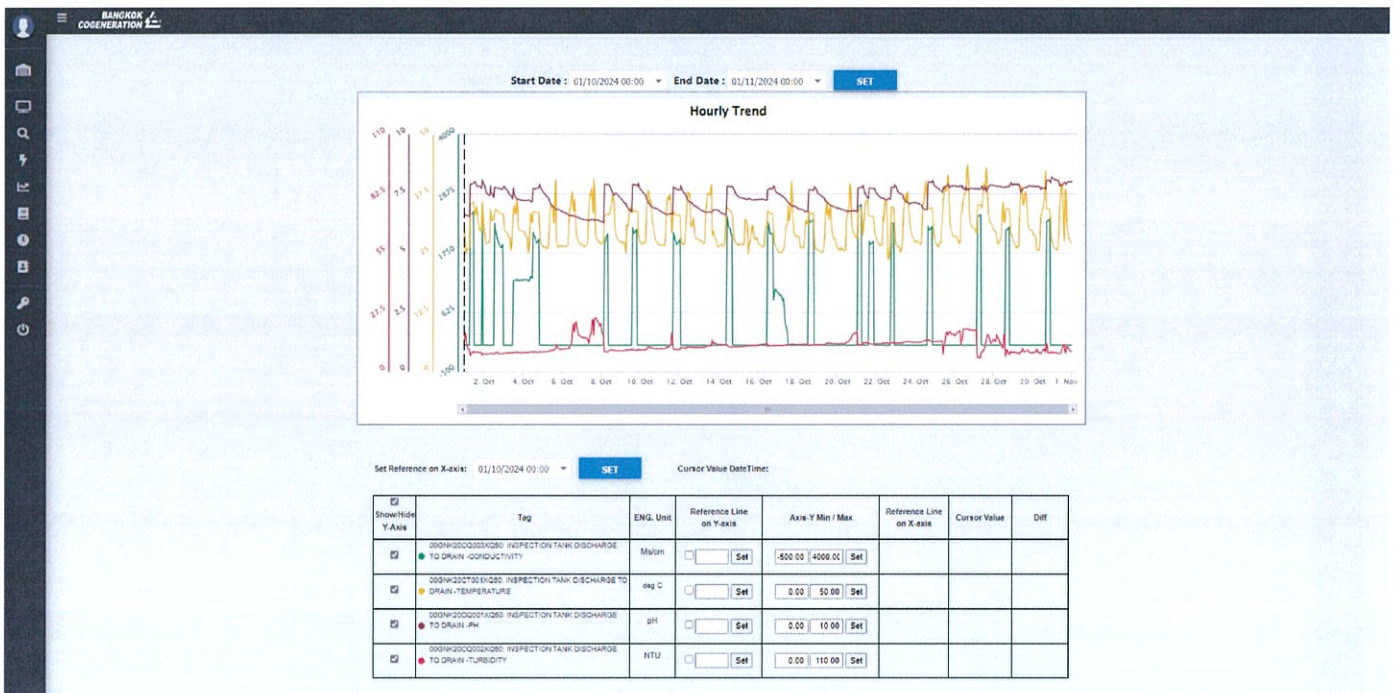 BANGKOK
COGENERATION
Start Date : 01/10/2024 00:00 End Date : 01/11/2024 00:00 SET
Hourly Trend
110 10 50 4000
82.5 7.5 37.5 2875
55 5 25 1750
27.5 2.5 12.5 625
0 0 0 -500
2. Oct 4. Oct 6. Oct 8. Oct 10. Oct 12. Oct 14. Oct 16. Oct 18. Oct 20. Oct 22. Oct 24. Oct 26. Oct 28. Oct 30. Oct 1. Nov
Set Reference on X-axis: 01/10/2024 00:00 SET Cursor Value DateTime:
Show/Hide Y-Axis Tag ENG. Unit Reference Line on Y-axis Axis-Y Min / Max Reference Line on X-axis Cursor Value Diff
00GNK20CQ003XQ50: INSPECTION TANK DISCHARGE
TO DRAIN -CONDUCTIVITY Ms/cm Set -500.00 4000.00 Set
00GNK20CT001XQ50: INSPECTION TANK DISCHARGE TO
DRAIN -TEMPERATURE deg C Set 0.00 50.00 Set
00GNK20CQ001XQ50: INSPECTION TANK DISCHARGE
TO DRAIN -PH pH Set 0.00 10.00 Set
00GNK20CQ002XQ50: INSPECTION TANK DISCHARGE
TO DRAIN -TURBIDITY NTU Set 0.00 110.00 Set